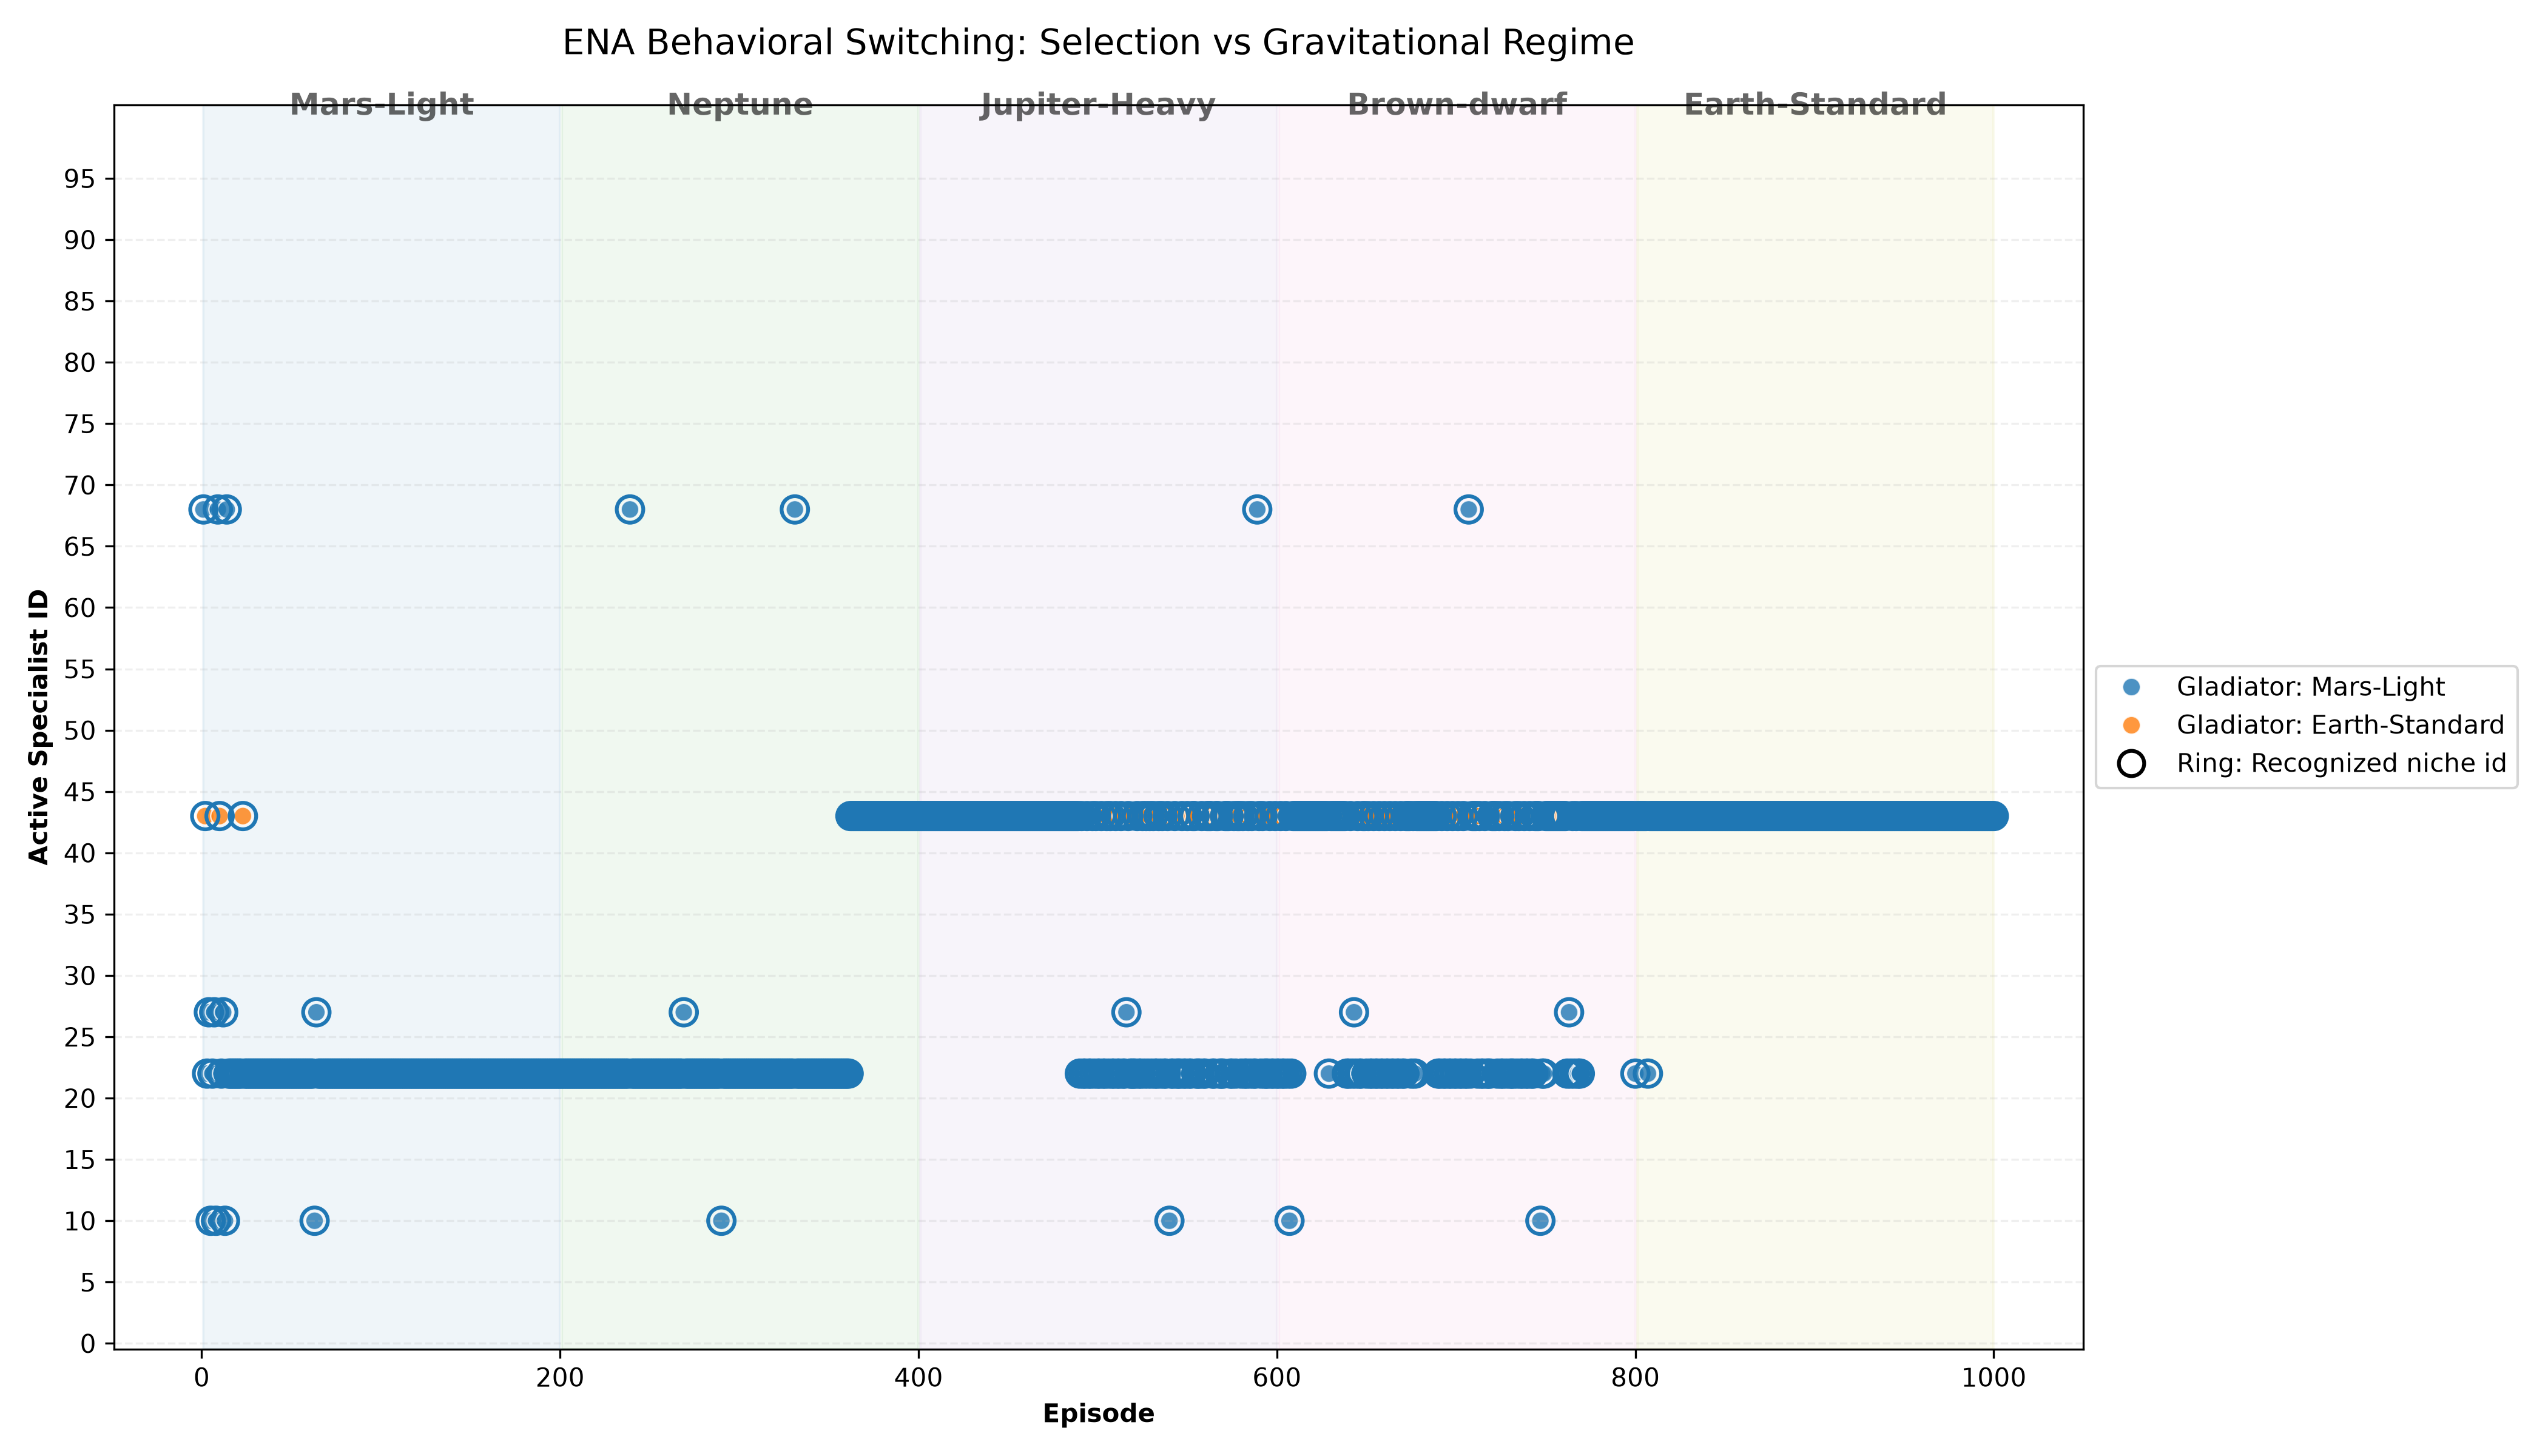 ENA Behavioral Switching: Selection vs Gravitational Regime
Mars-Light Neptune Jupiter-Heavy Brown-dwarf Earth-Standard
95
90
85
80
75
70
65
60
55
50
45
40
35
30
25
20
15
10
5
0
Active Specialist ID
0 200 400 600 800 1000
Episode
Gladiator: Mars-Light
Gladiator: Earth-Standard
Ring: Recognized niche id